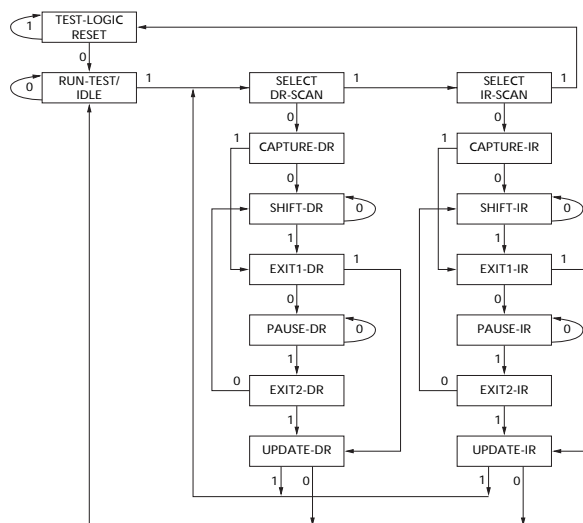 TEST-LOGIC
RESET
1
0
RUN-TEST/
IDLE
0
1
SELECT
DR-SCAN
1
SELECT
IR-SCAN
1
0
0
CAPTURE-DR
1
CAPTURE-IR
1
0
0
SHIFT-DR
0
SHIFT-IR
0
1
1
EXIT1-DR
1
EXIT1-IR
1
0
0
PAUSE-DR
0
PAUSE-IR
0
1
1
0
EXIT2-DR
0
EXIT2-IR
1
1
UPDATE-DR
UPDATE-IR
1
0
1
0